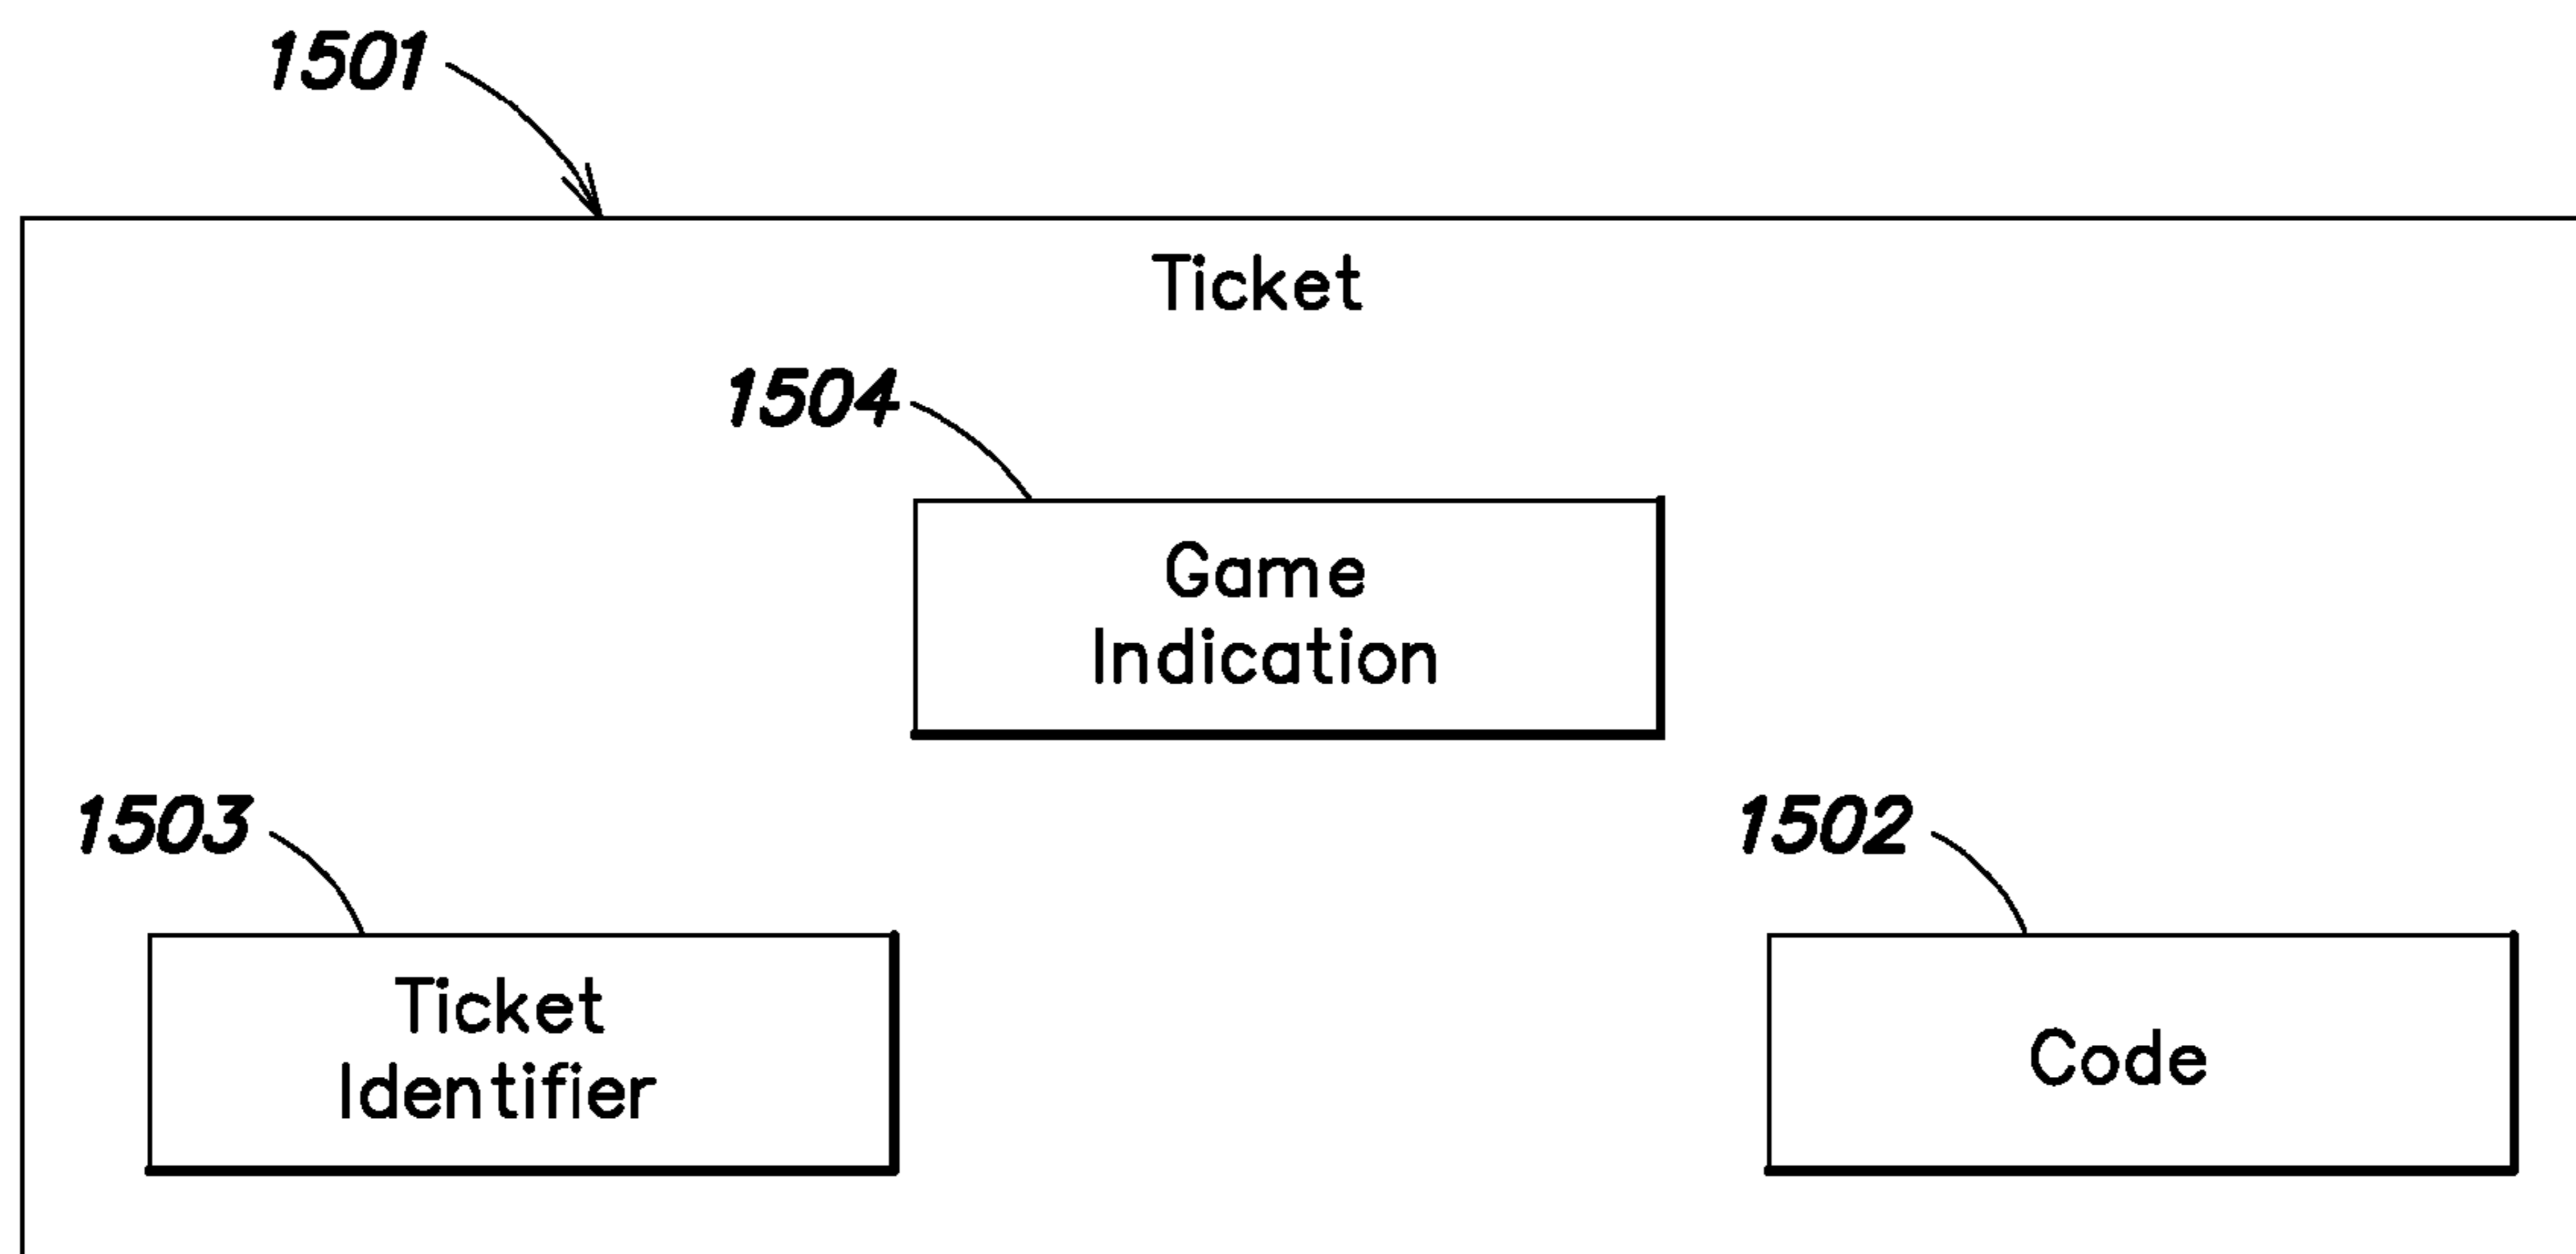 1501
Ticket
1504
Game
Indication
1503
1502
Ticket
Identifier
Code